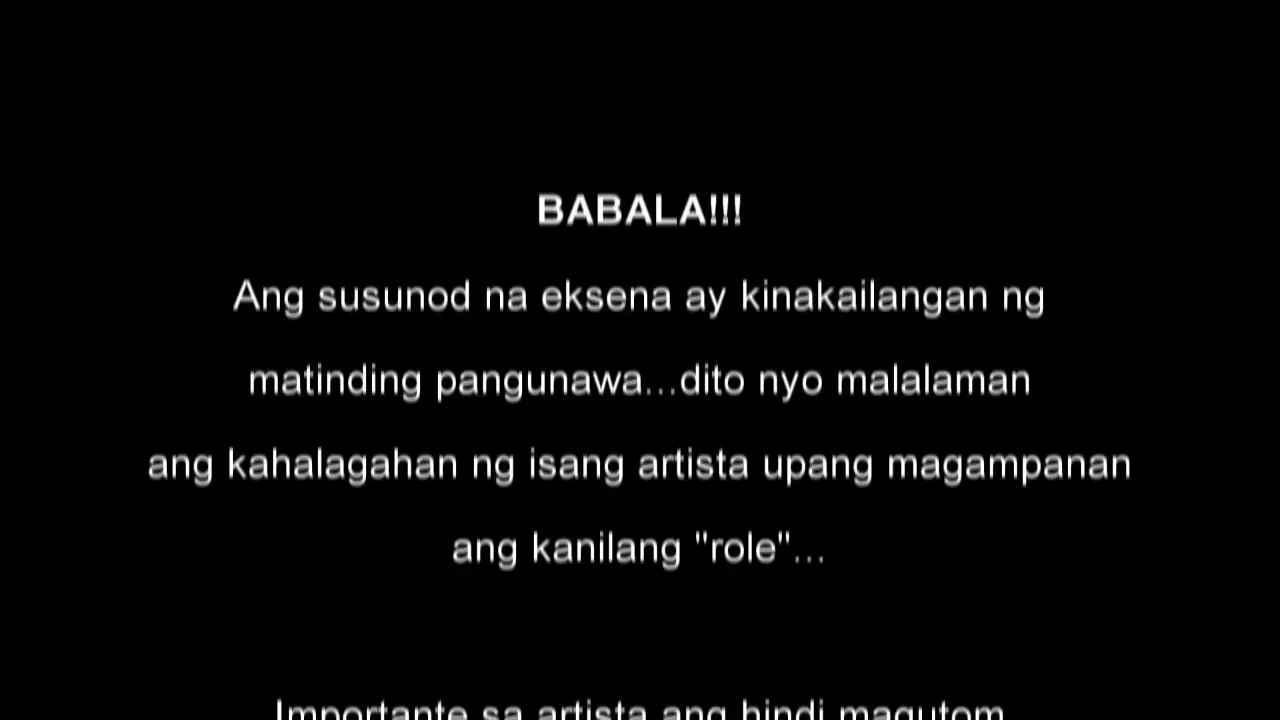 BABALA!!!
Ang susunod na eksena ay kinakailangan ng
matinding pangunawa...dito nyo malalaman
ang kahalagahan ng isang artista upang magampanan
ang kanilang "role"...
Importante sa artista ang hindi magutom